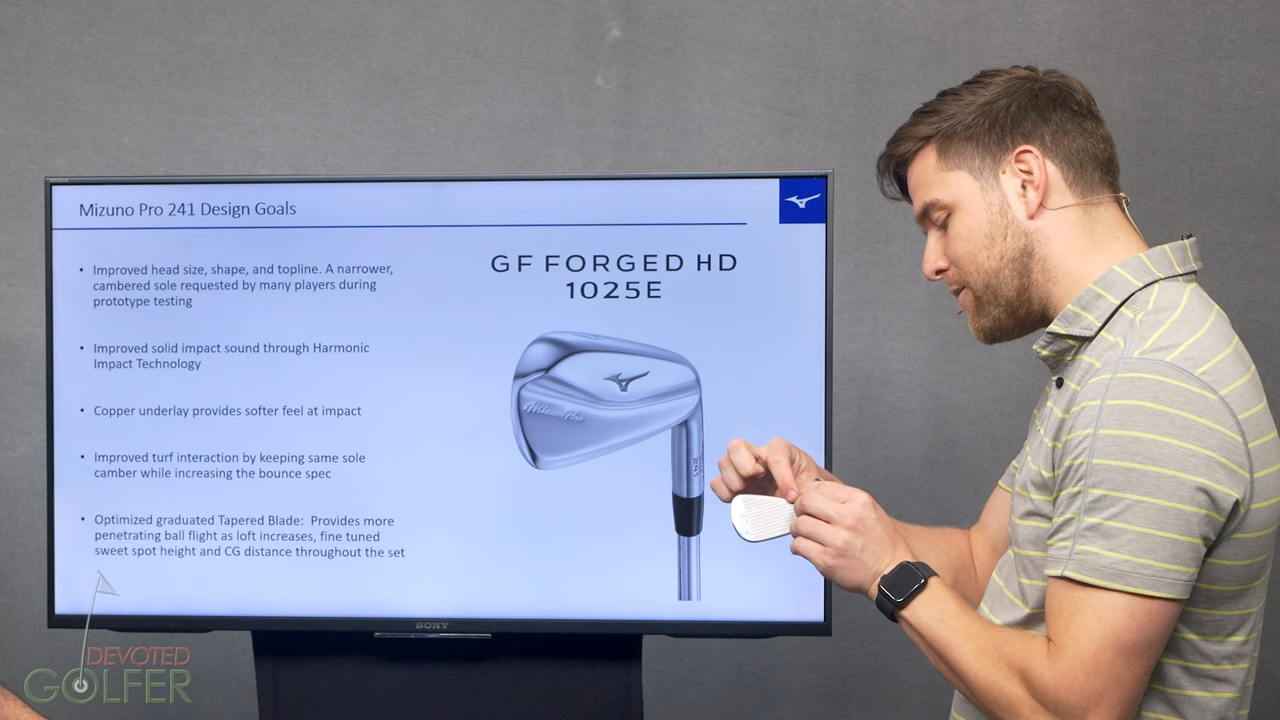 Mizuno Pro 241 Design Goals
• Improved head size, shape, and topline. A narrower,
cambered sole requested by many players during
prototype testing
• Improved solid impact sound through Harmonic
Impact Technology
• Copper underlay provides softer feel at impact
• Improved turf interaction by keeping same sole
camber while increasing the bounce spec
• Optimized graduated Tapered Blade: Provides more
penetrating ball flight as loft increases, fine tuned
sweet spot height and CG distance throughout the set
GF FORGED HD
1025E
Mizuno Pro
241
SONY
DEVOTED
GOLFER